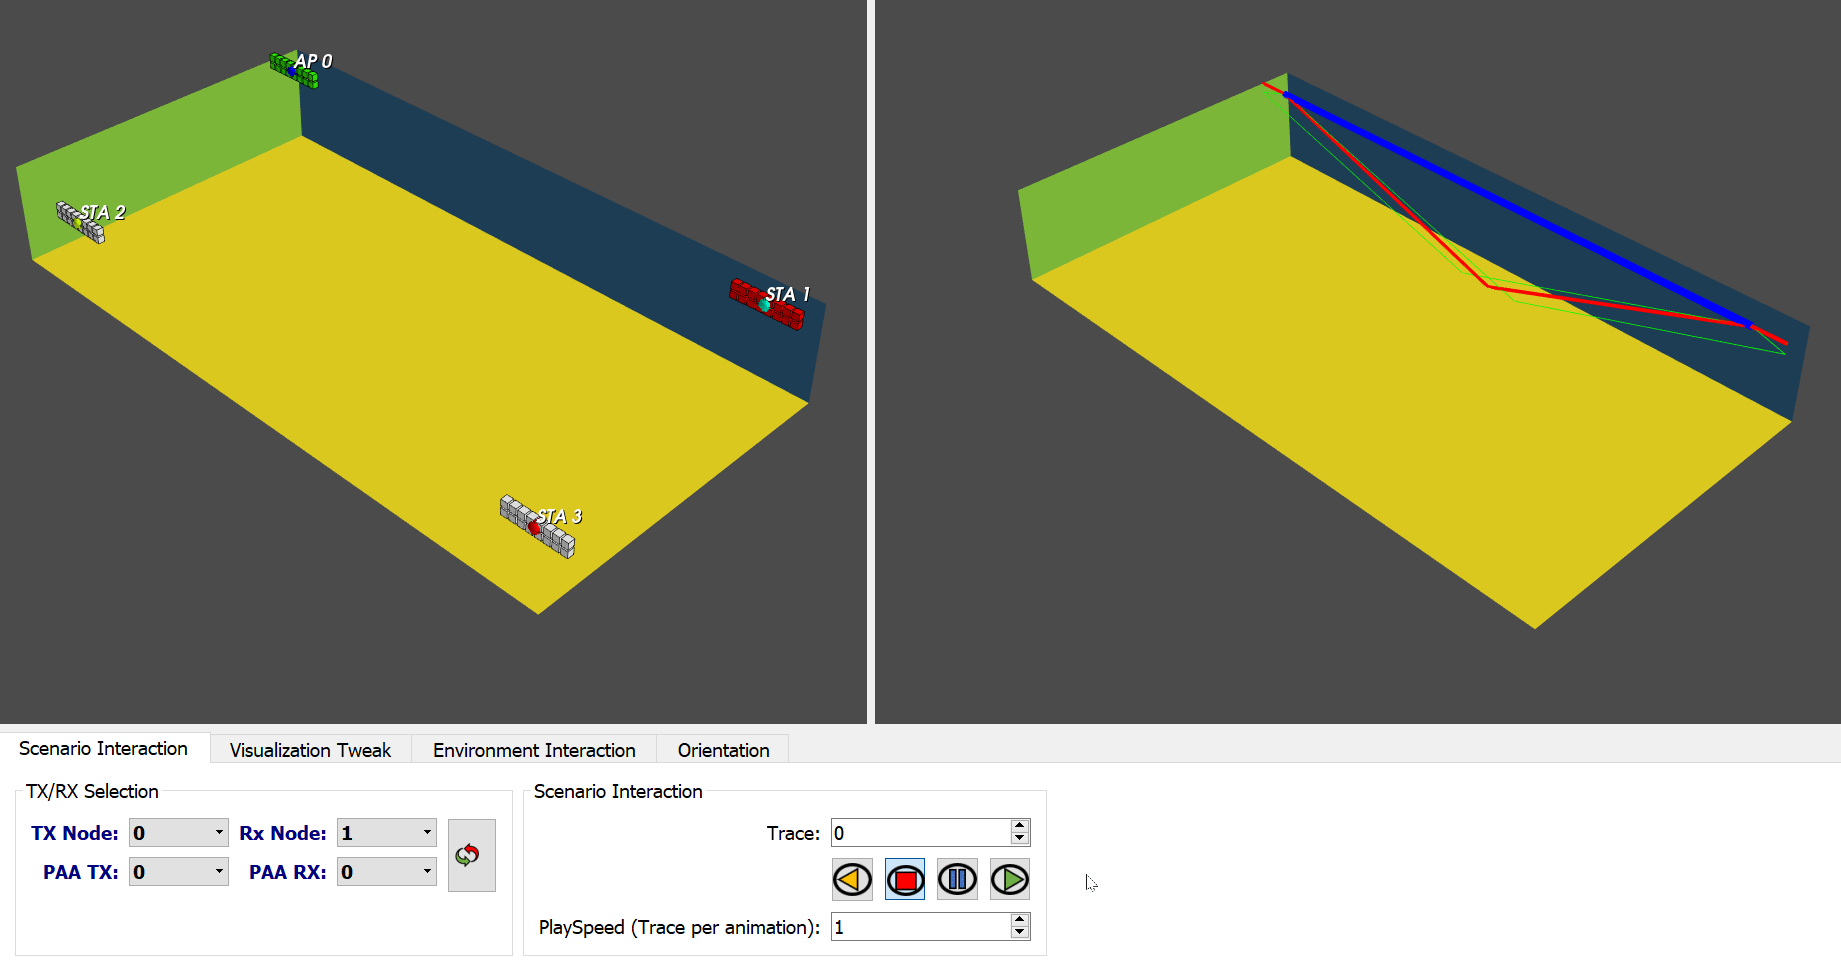 AP 0
STA 2
STA 1
STA 3
Scenario Interaction
Visualization Tweak
Environment Interaction
Orientation
TX/RX Selection
TX Node: 0 Rx Node: 1
PAA TX: 0 PAA RX: 0
Scenario Interaction
Trace: 0
PlaySpeed (Trace per animation): 1